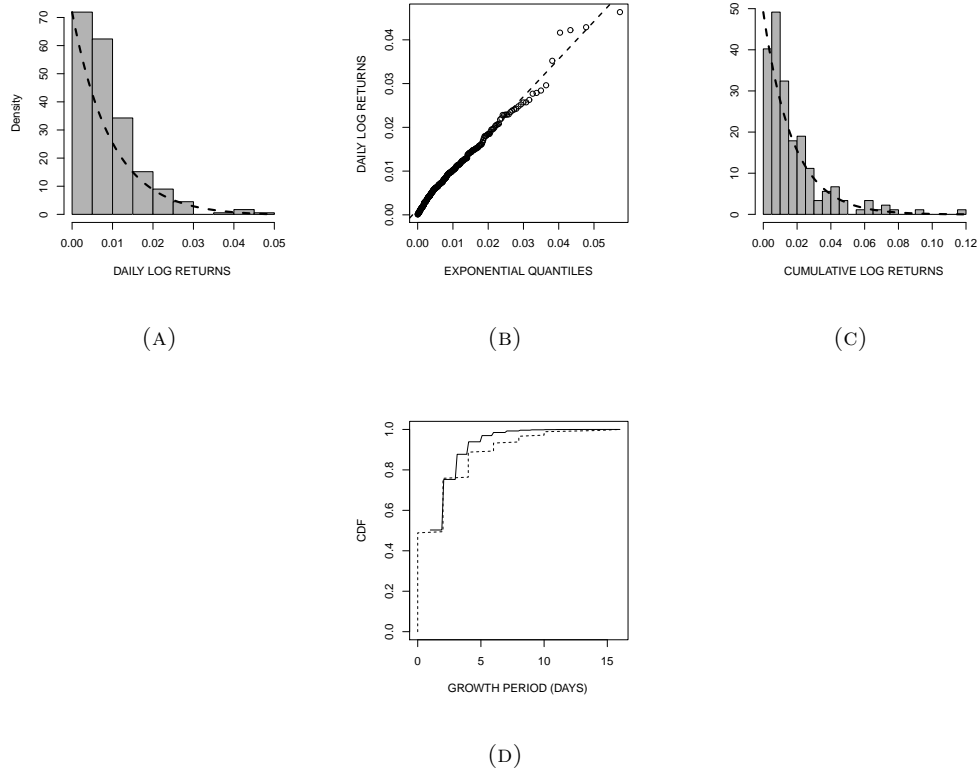 70
60
50
40
30
20
10
0
Density
0.00 0.01 0.02 0.03 0.04 0.05
DAILY LOG RETURNS
(A)
0.04
0.03
0.02
0.01
0.00
DAILY LOG RETURNS
0.00 0.01 0.02 0.03 0.04 0.05
EXPONENTIAL QUANTILES
(B)
50
40
30
20
10
0
0.00 0.02 0.04 0.06 0.08 0.10 0.12
CUMULATIVE LOG RETURNS
(C)
1.0
0.8
0.6
0.4
0.2
0.0
CDF
0 5 10 15
GROWTH PERIOD (DAYS)
(D)